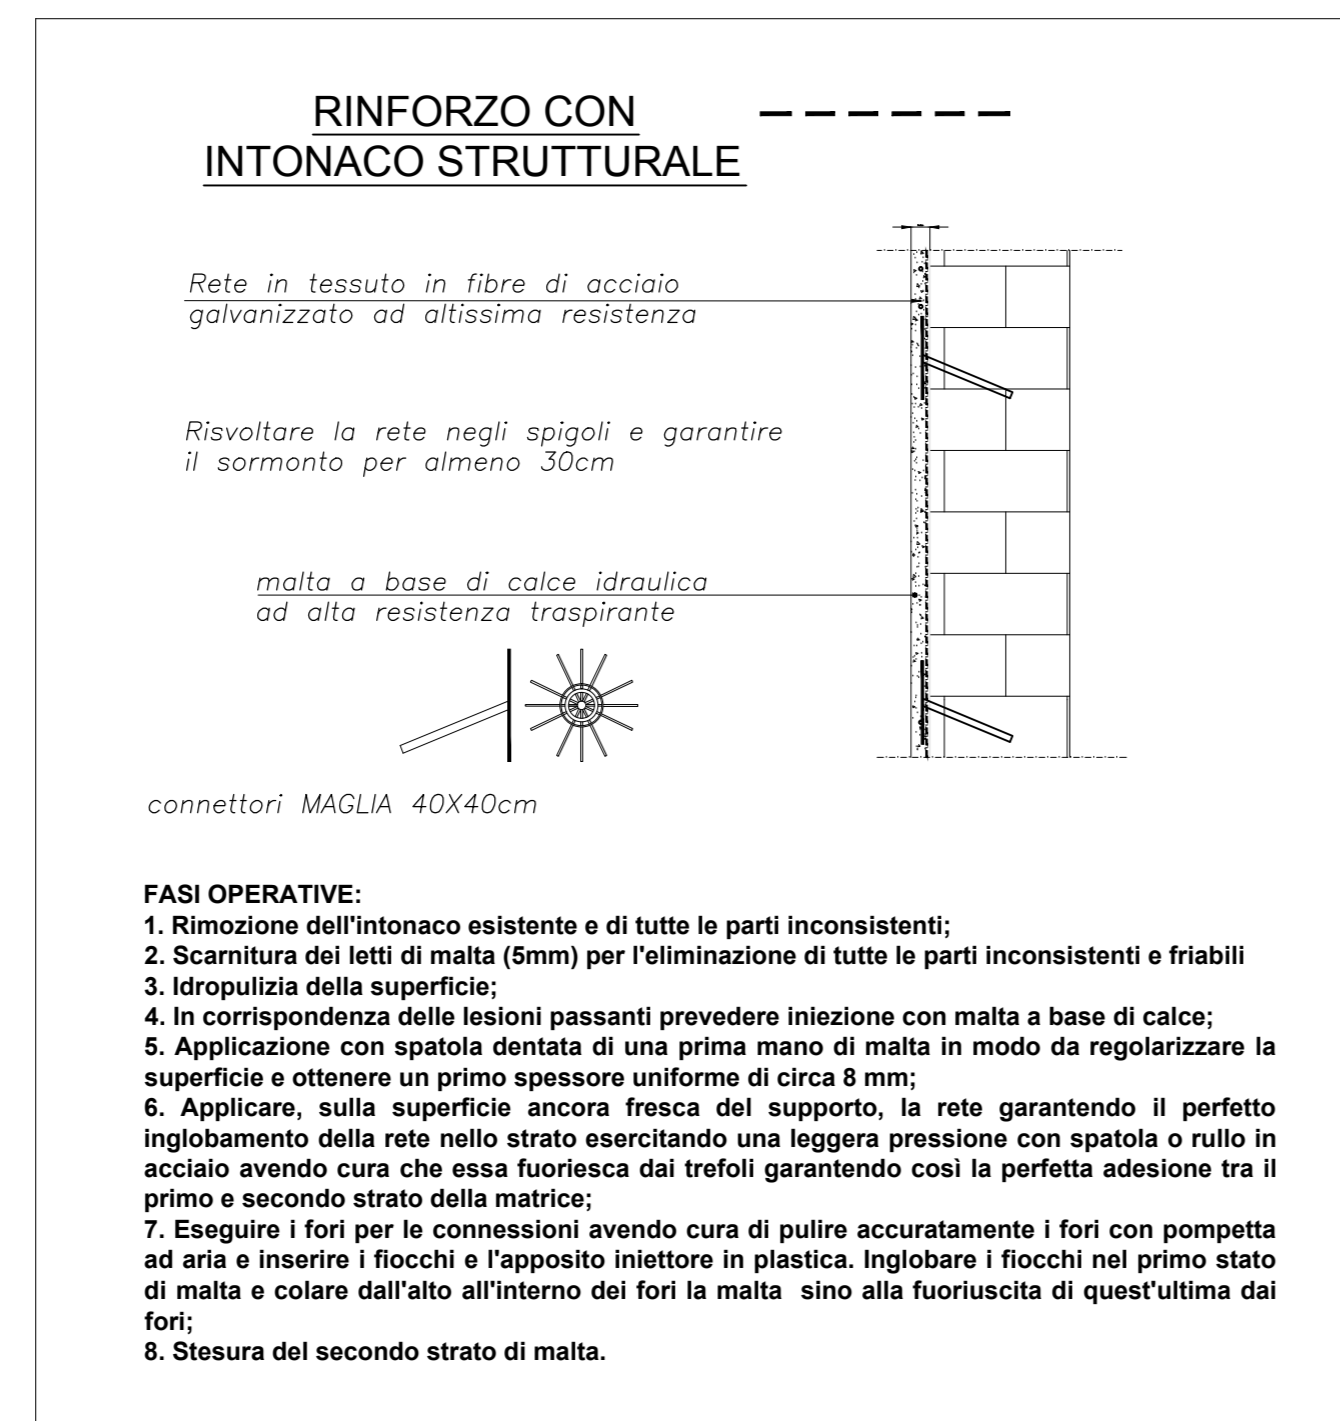 RINFORZO CON
INTONACO STRUTTURALE
Rete in tessuto in fibre di acciaio
galvanizzato ad altissima resistenza
Risvoltare la rete negli spigoli e garantire
il sormonto per almeno 30cm
malta a base di calce idraulica
ad alta resistenza traspirante
connettori MAGLIA 40X40cm
FASI OPERATIVE:
1. Rimozione dell'intonaco esistente e di tutte le parti inconsistenti;
2. Scarnitura dei letti di malta (5mm) per l'eliminazione di tutte le parti inconsistenti e friabili
3. Idropulizia della superficie;
4. In corrispondenza delle lesioni passanti prevedere iniezione con malta a base di calce;
5. Applicazione con spatola dentata di una prima mano di malta in modo da regolarizzare la
superficie e ottenere un primo spessore uniforme di circa 8 mm;
6. Applicare, sulla superficie ancora fresca del supporto, la rete garantendo il perfetto
inglobamento della rete nello strato esercitando una leggera pressione con spatola o rullo in
acciaio avendo cura che essa fuoriesca dai trefoli garantendo così la perfetta adesione tra il
primo e secondo strato della matrice;
7. Eseguire i fori per le connessioni avendo cura di pulire accuratamente i fori con pompetta
ad aria e inserire i fiocchi e l'apposito iniettore in plastica. Inglobare i fiocchi nel primo stato
di malta e colare dall'alto all'interno dei fori la malta  sino alla fuoriuscita di quest'ultima dai
fori;
8. Stesura del secondo strato di malta.